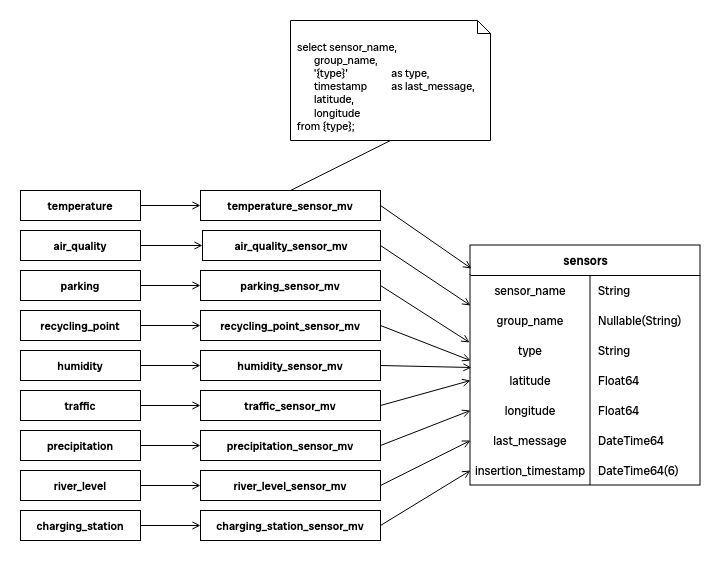 select sensor_name,
group_name,
'{type}' as type,
timestamp as last_message,
latitude,
longitude
from {type};
temperature temperature_sensor_mv
air_quality air_quality_sensor_mv
parking parking_sensor_mv
recycling_point recycling_point_sensor_mv
humidity humidity_sensor_mv
traffic traffic_sensor_mv
precipitation precipitation_sensor_mv
river_level river_level_sensor_mv
charging_station charging_station_sensor_mv
sensors
sensor_name String
group_name Nullable(String)
type String
latitude Float64
longitude Float64
last_message DateTime64
insertion_timestamp DateTime64(6)